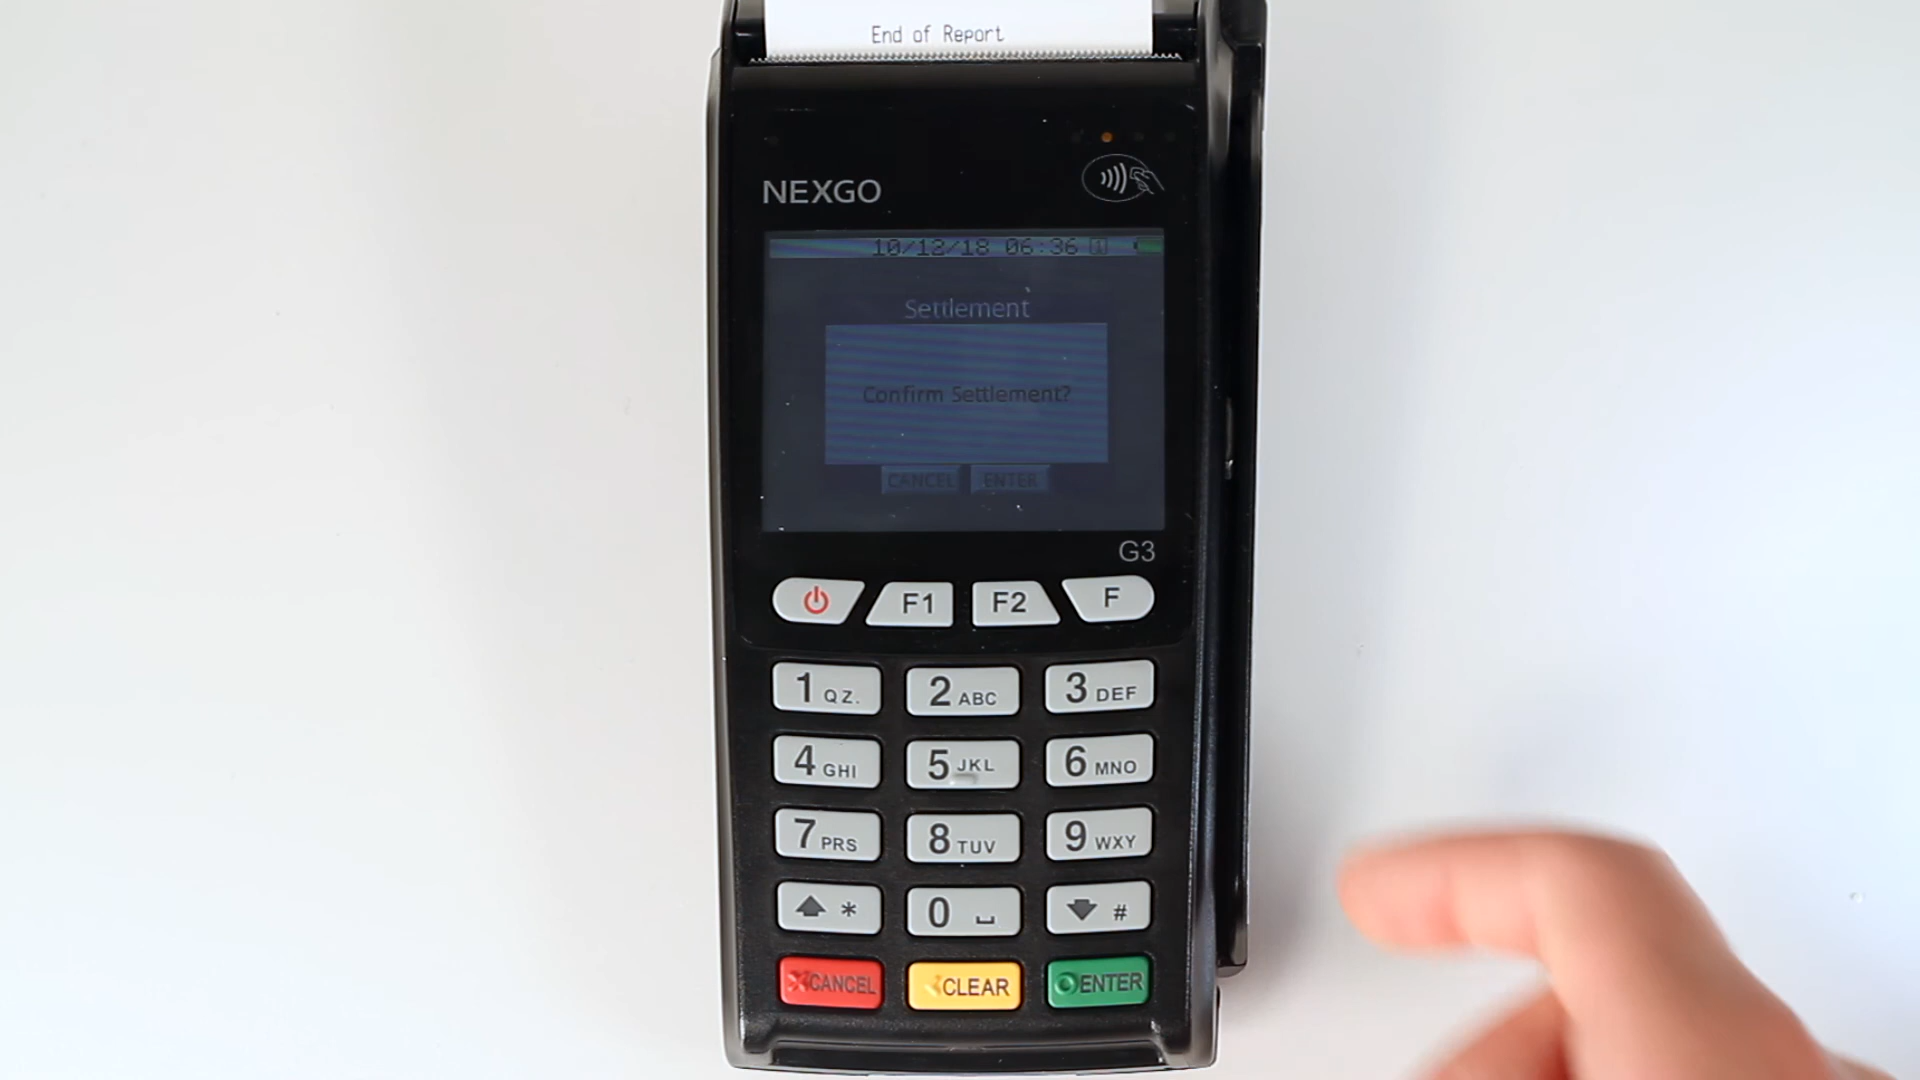 End of Report
NEXGO
10/12/18 06:36 1
Settlement
Confirm Settlement?
CANCEL ENTER
G3
F1 F2 F
1 QZ. 2 ABC 3 DEF
4 GHI 5 JKL 6 MNO
7 PRS 8 TUV 9 WXY
* 0 #
CANCEL CLEAR ENTER